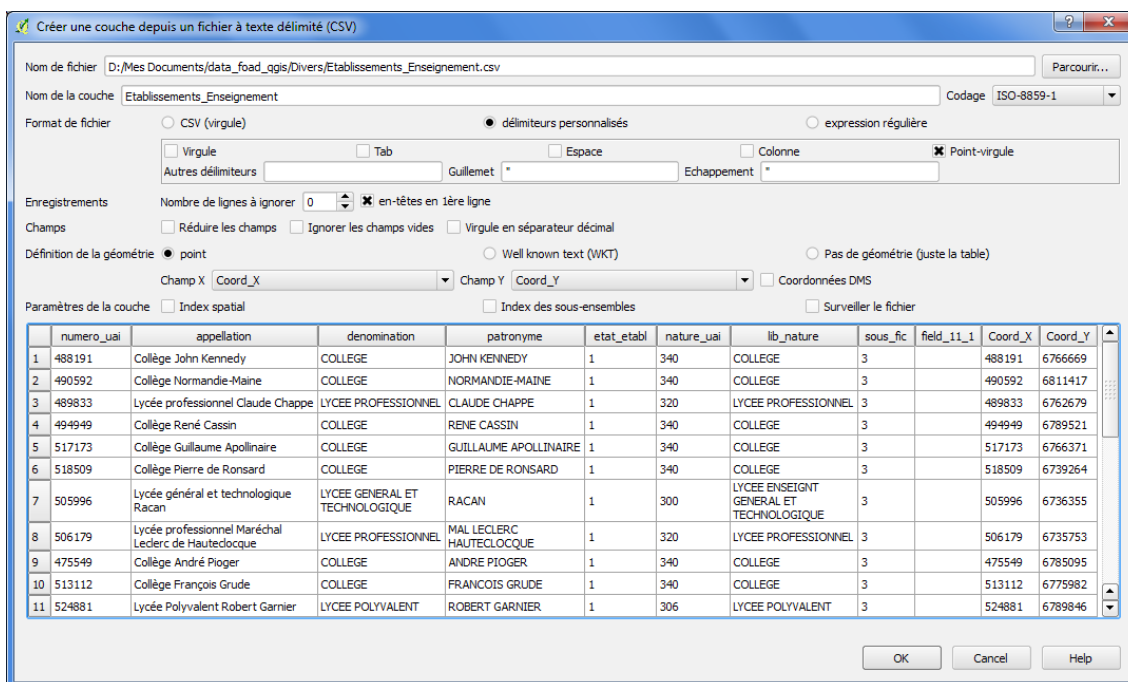 Créer une couche depuis un fichier à texte délimité (CSV)
Nom de fichier D:/Mes Documents/data_foad_qgis/Divers/Etablissements_Enseignement.csv Parcourir...
Nom de la couche Etablissements_Enseignement Codage ISO-8859-1
Format de fichier CSV (virgule) délimiteurs personnalisés expression régulière
Virgule Tab Espace Colonne Point-virgule
Autres délimiteurs Guillemet " Echappement "
Enregistrements Nombre de lignes à ignorer 0 en-têtes en 1ère ligne
Champs Réduire les champs Ignorer les champs vides Virgule en séparateur décimal
Définition de la géométrie point Well known text (WKT) Pas de géométrie (juste la table)
Champ X Coord_X Champ Y Coord_Y Coordonnées DMS
Paramètres de la couche Index spatial Index des sous-ensembles Surveiller le fichier
numero_uai appellation denomination patronyme etat_etabl nature_uai lib_nature sous_fic field_11_1 Coord_X Coord_Y
1 488191 Collège John Kennedy COLLEGE JOHN KENNEDY 1 340 COLLEGE 3 488191 6766669
2 490592 Collège Normandie-Maine COLLEGE NORMANDIE-MAINE 1 340 COLLEGE 3 490592 6811417
3 489833 Lycée professionnel Claude Chappe LYCEE PROFESSIONNEL CLAUDE CHAPPE 1 320 LYCEE PROFESSIONNEL 3 489833 6762679
4 494949 Collège René Cassin COLLEGE RENE CASSIN 1 340 COLLEGE 3 494949 6789521
5 517173 Collège Guillaume Apollinaire COLLEGE GUILLAUME APOLLINAIRE 1 340 COLLEGE 3 517173 6766371
6 518509 Collège Pierre de Ronsard COLLEGE PIERRE DE RONSARD 1 340 COLLEGE 3 518509 6739264
7 505996 Lycée général et technologique Racan LYCEE GENERAL ET TECHNOLOGIQUE RACAN 1 300 LYCEE ENSEIGNT GENERAL ET TECHNOLOGIQUE 3 505996 6736355
8 506179 Lycée professionnel Maréchal Leclerc de Hauteclocque LYCEE PROFESSIONNEL MAL LECLERC HAUTECLOCQUE 1 320 LYCEE PROFESSIONNEL 3 506179 6735753
9 475549 Collège André Pioger COLLEGE ANDRE PIOGER 1 340 COLLEGE 3 475549 6785095
10 513112 Collège François Grude COLLEGE FRANCOIS GRUDE 1 340 COLLEGE 3 513112 6775982
11 524881 Lycée Polyvalent Robert Garnier LYCEE POLYVALENT ROBERT GARNIER 1 306 LYCEE POLYVALENT 3 524881 6789846
OK Cancel Help